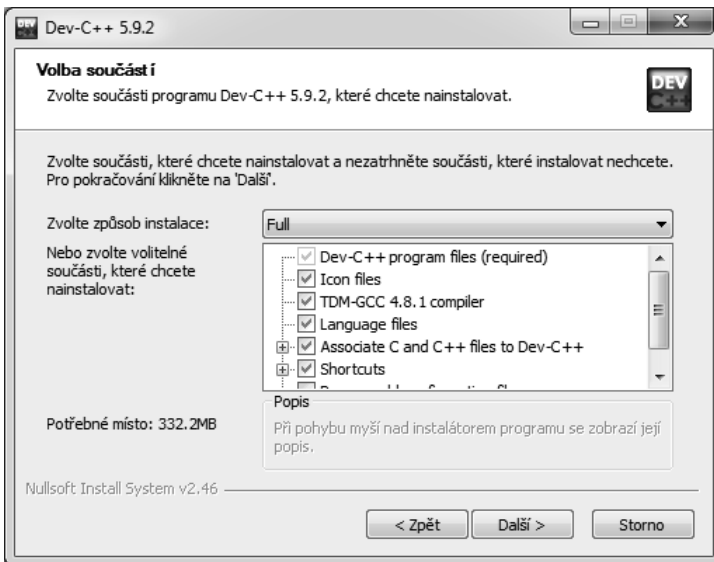 Dev-C++ 5.9.2
Volba součástí
Zvolte součásti programu Dev-C++ 5.9.2, které chcete nainstalovat.
DEV
C++
Zvolte součásti, které chcete nainstalovat a nezatrhněte součásti, které instalovat nechcete.
Pro pokračování klikněte na 'Další'.
Zvolte způsob instalace:
Full
Nebo zvolte volitelné
součásti, které chcete
nainstalovat:
Dev-C++ program files (required)
Icon files
TDM-GCC 4.8.1 compiler
Language files
Associate C and C++ files to Dev-C++
Shortcuts
Potřebné místo: 332.2MB
Popis
Při pohybu myší nad instalátorem programu se zobrazí její
popis.
Nullsoft Install System v2.46
< Zpět
Další >
Storno